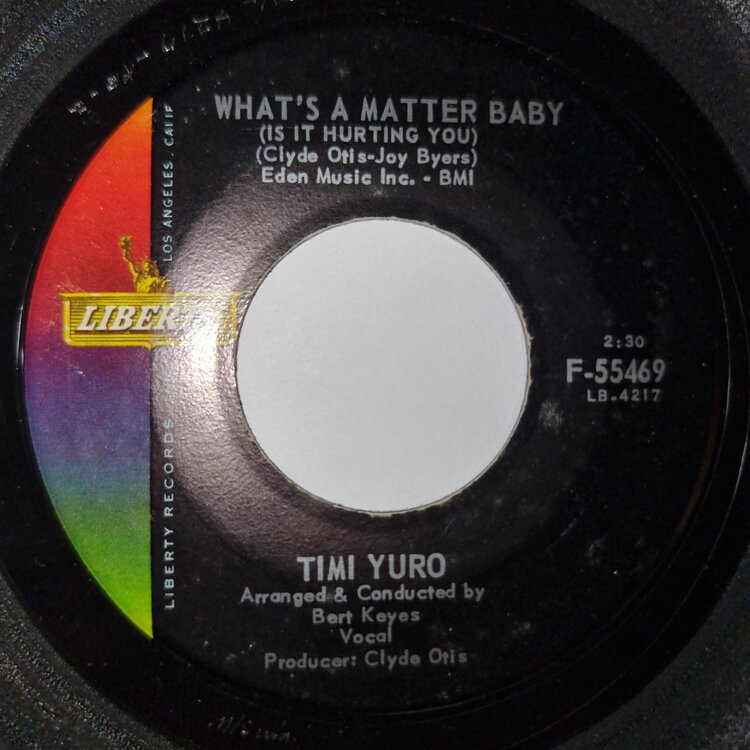 WHAT'S A MATTER BABY
(IS IT HURTING YOU)
(Clyde Otis-Joy Byers)
Eden Music Inc. - BMI
LIBERTY RECORDS
LOS ANGELES, CALIF
LIBERT
2:30
F-55469
LB-4217
TIMI YURO
Arranged & Conducted by
Bert Keyes
Vocal
Producer: Clyde Otis